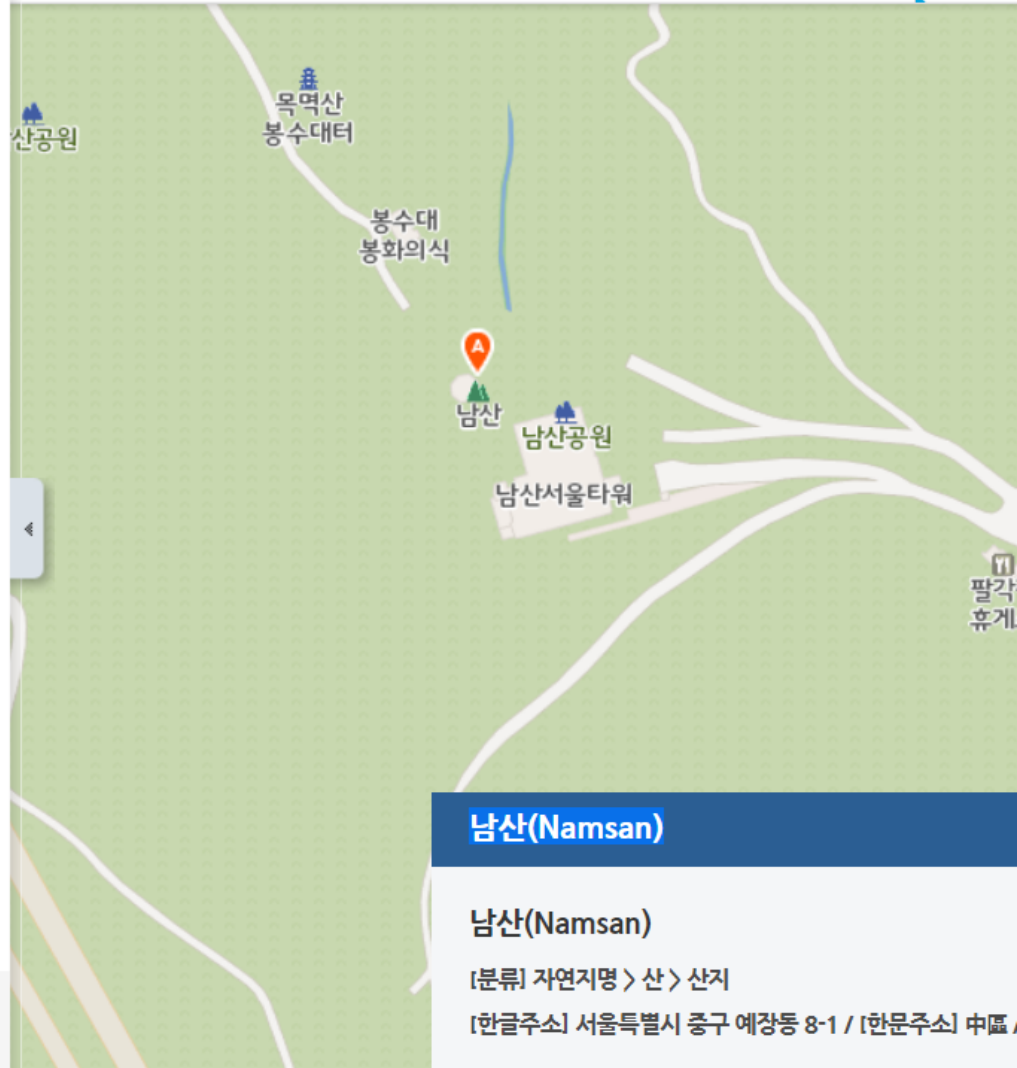 목멱산
봉수대터
산공원
봉수대
봉화의식
A
남산
남산공원
남산서울타워
팔각
휴게
남산(Namsan)
남산(Namsan)
[분류] 자연지명 > 산 > 산지
[한글주소] 서울특별시 중구 예장동 8-1 / [한문주소] 中區 /